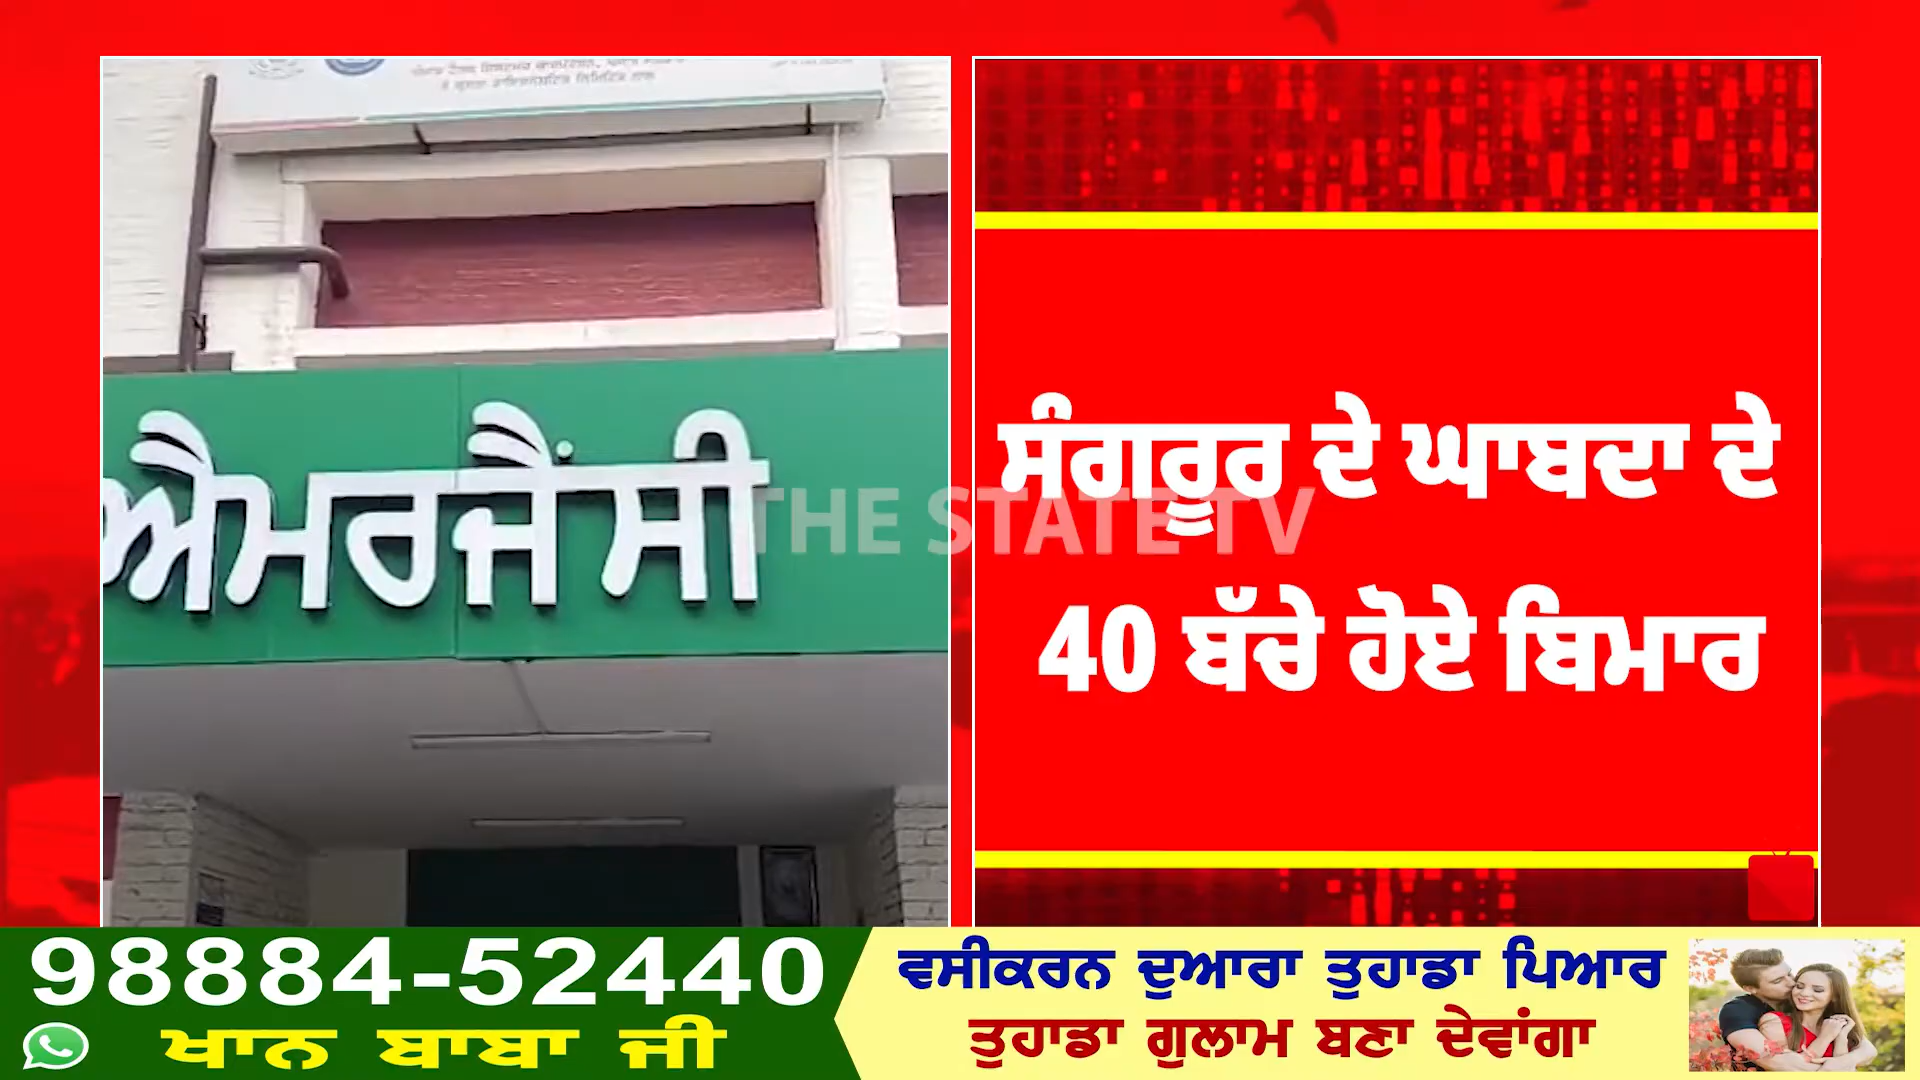 ਐਮਰਜੈਂਸੀ
THE STATE TV
ਸੰਗਰੂਰ ਦੇ ਘਾਬਦਾ ਦੇ
40 ਬੱਚੇ ਹੋਏ ਬਿਮਾਰ
98884-52440
ਖਾਨ ਬਾਬਾ ਜੀ
ਵਸੀਕਰਨ ਦੁਆਰਾ ਤੁਹਾਡਾ ਪਿਆਰ
ਤੁਹਾਡਾ ਗੁਲਾਮ ਬਣਾ ਦੇਵਾਂਗਾ